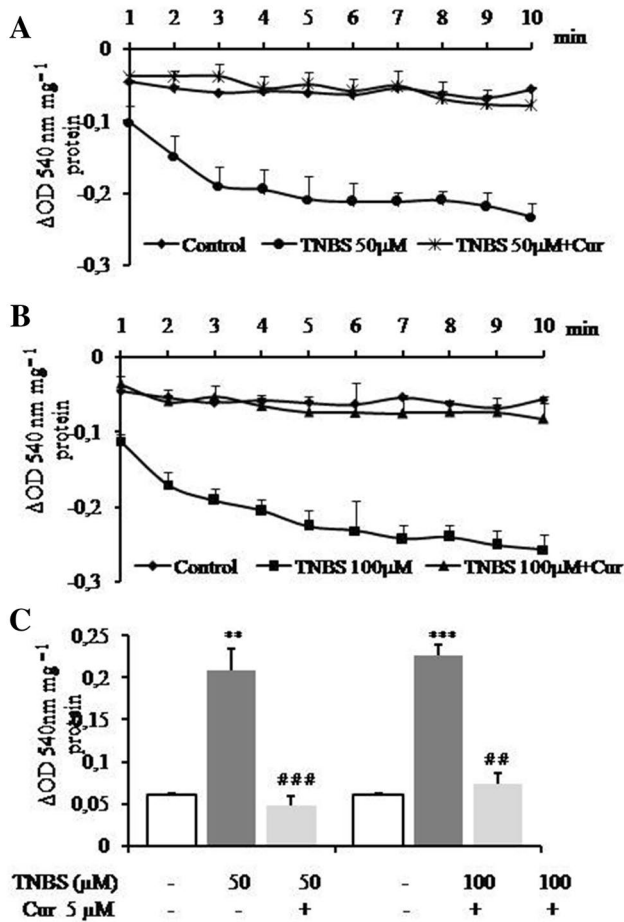 A
1 2 3 4 5 6 7 8 9 10 min
0
-0,1
-0,2
-0,3
ΔOD 540 nm mg⁻¹
protein
Control TNBS 50μM TNBS 50μM+Cur
B
1 2 3 4 5 6 7 8 9 10 min
0
-0,1
-0,2
-0,3
ΔOD 540 nm mg⁻¹
protein
Control TNBS 100μM TNBS 100μM+Cur
C
0,25
0,2
0,15
0,1
0,05
0
ΔOD 540nm mg⁻¹
protein
** ***
### ##
TNBS (μM) - 50 50 - 100 100
Cur 5 μM - - + - + +